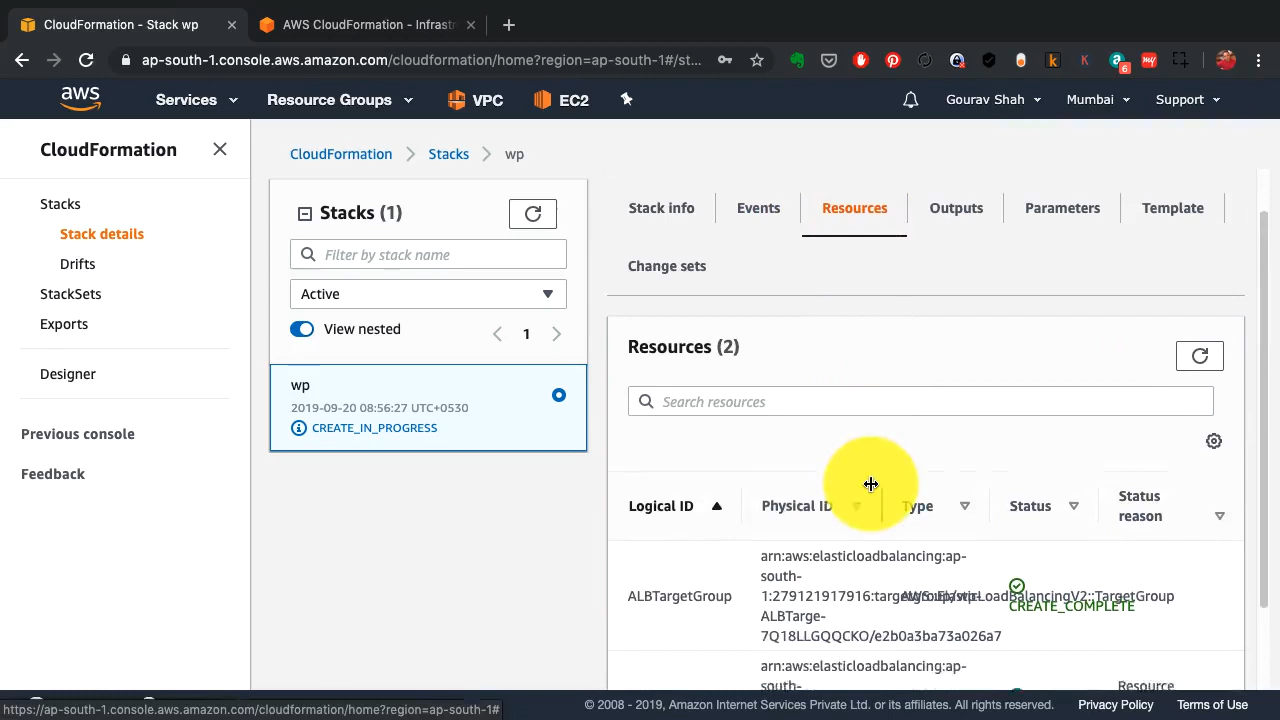 CloudFormation - Stack wp
AWS CloudFormation - Infrastr
ap-south-1.console.aws.amazon.com/cloudformation/home?region=ap-south-1#/st...
6
aws
Services
Resource Groups
VPC
EC2
Gourav Shah
Mumbai
Support
CloudFormation
Stacks
Stack details
Drifts
StackSets
Exports
Designer
Previous console
Feedback
CloudFormation
Stacks
wp
Stacks (1)
Filter by stack name
Active
View nested
1
wp
2019-09-20 08:56:27 UTC+0530
CREATE_IN_PROGRESS
Stack info
Events
Resources
Outputs
Parameters
Template
Change sets
Resources (2)
Search resources
Logical ID
Physical ID
Type
Status
Status
reason
ALBTargetGroup
arn:aws:elasticloadbalancing:ap-
south-
1:279121917916:targetgroup/wp-
ALBTarge-
7Q18LLGQQCKO/e2b0a3ba73a026a7
AWS::ElasticLoadBalancingV2::TargetGroup
CREATE_COMPLETE
arn:aws:elasticloadbalancing:ap-
south-
Resource
https://ap-south-1.console.aws.amazon.com/cloudformation/home?region=ap-south-1#
© 2008 - 2019, Amazon Internet Services Private Ltd. or its affiliates. All rights reserved.
Privacy Policy
Terms of Use